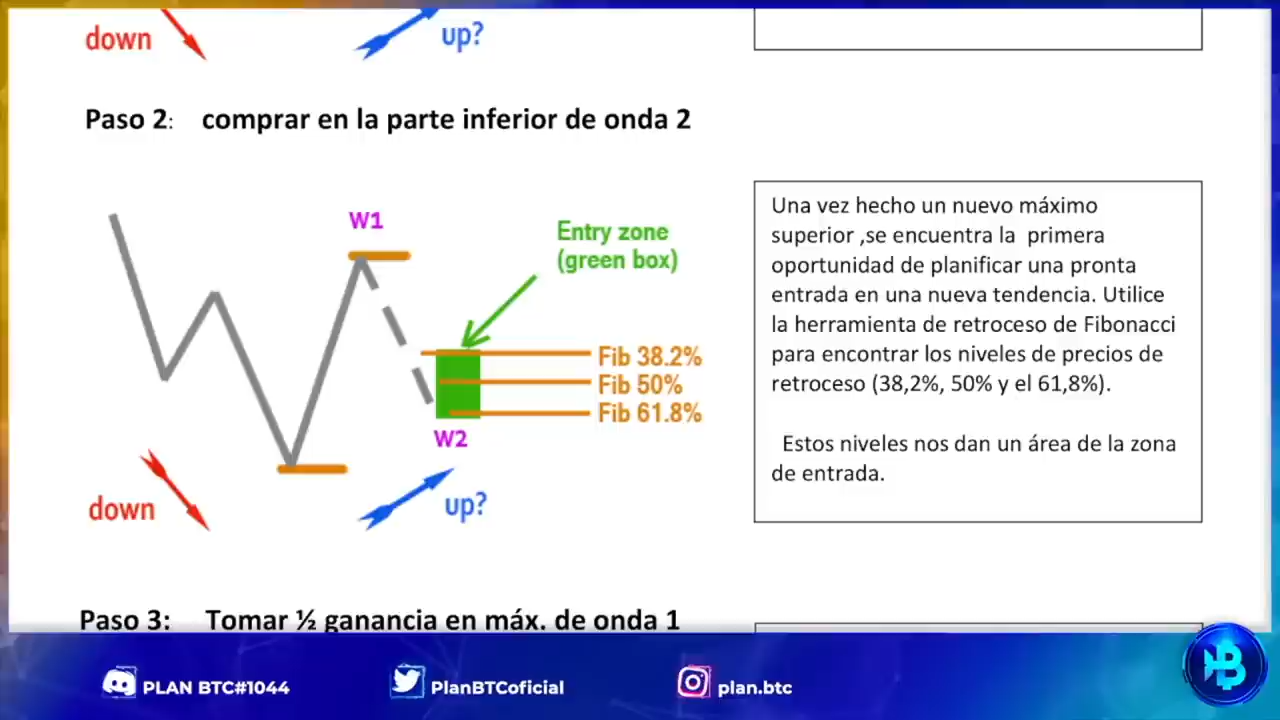 down
up?
Paso 2: comprar en la parte inferior de onda 2
W1
Entry zone
(green box)
Fib 38.2%
Fib 50%
Fib 61.8%
W2
down
up?
Una vez hecho un nuevo máximo
superior ,se encuentra la primera
oportunidad de planificar una pronta
entrada en una nueva tendencia. Utilice
la herramienta de retroceso de Fibonacci
para encontrar los niveles de precios de
retroceso (38,2%, 50% y el 61,8%).
Estos niveles nos dan un área de la zona
de entrada.
Paso 3: Tomar ½ ganancia en máx. de onda 1
PLAN BTC#1044
PlanBTCoficial
plan.btc